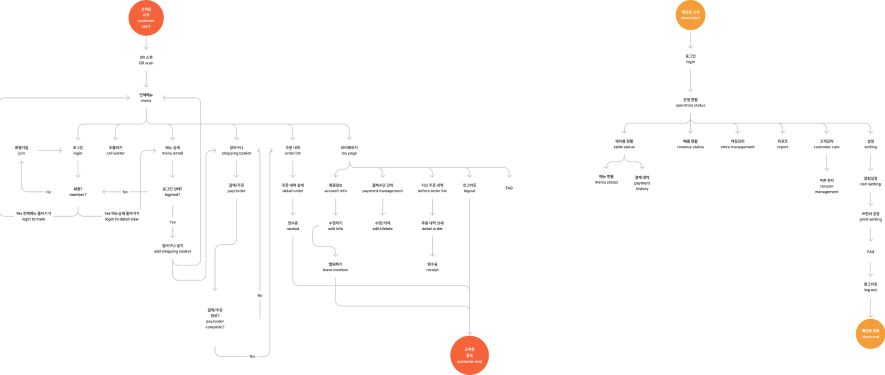 고객용
시작
customer
start
QR 스캔
QR scan
전체메뉴
menu
회원가입
join
로그인
login
호출하기
call waiter
메뉴 상세
menu detail
장바구니
shopping basket
주문 내역
order list
마이페이지
my page
회원?
member?
No
No
로그인 상태?
logined?
결제/주문
pay/order
주문 내역 상세
detail order
회원정보
account info
결제수단 관리
payment management
지난 주문 내역
before order list
로그아웃
logout
FAQ
Yes 전체메뉴 돌아가기
login to main
Yes 메뉴상세 돌아가기
login to detail view
Yes
영수증
receipt
수정하기
edit info
수정/삭제
edit/delete
주문 내역 상세
detail order
장바구니 넣기
add shopping basket
탈퇴하기
leave member
영수증
receipt
No
결제/주문
완료?
pay/order
complete?
Yes
고객용
종료
customer end
매장용 시작
store start
로그인
login
운영 현황
operation status
테이블 현황
table status
매출 현황
revenue status
매장관리
store management
리포트
report
고객관리
customer care
설정
setting
메뉴 현황
menu status
결제 내역
payment
history
쿠폰 관리
coupon
management
알림설정
noti setting
프린터 설정
print setting
FAQ
로그아웃
log out
매장용 종료
store end